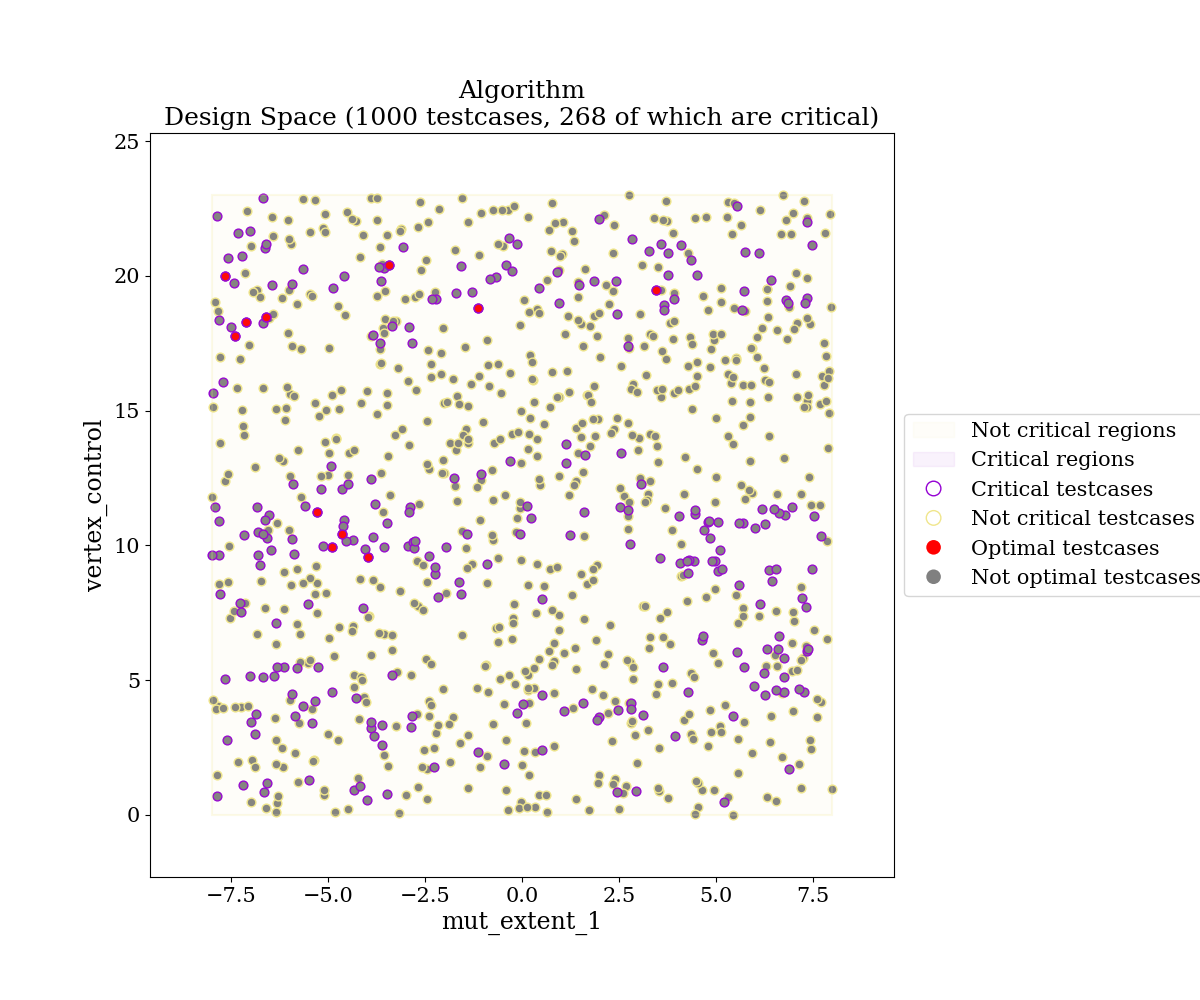 Algorithm
Design Space (1000 testcases, 268 of which are critical)
25
20
15
10
5
0
vertex_control
−7.5
−5.0
−2.5
0.0
2.5
5.0
7.5
mut_extent_1
Not critical regions
Critical regions
Critical testcases
Not critical testcases
Optimal testcases
Not optimal testcases